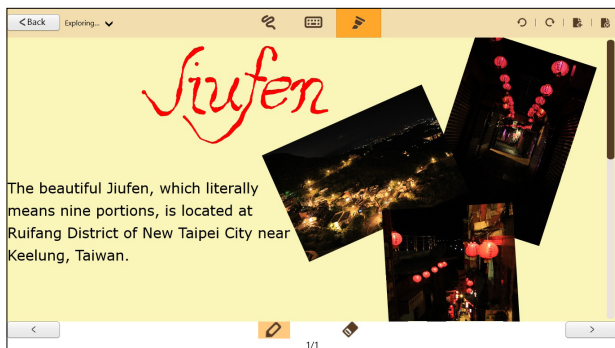 Back
Exploring...
Jiufen
The beautiful Jiufen, which literally
means nine portions, is located at
Ruifang District of New Taipei City near
Keelung, Taiwan.
1/1